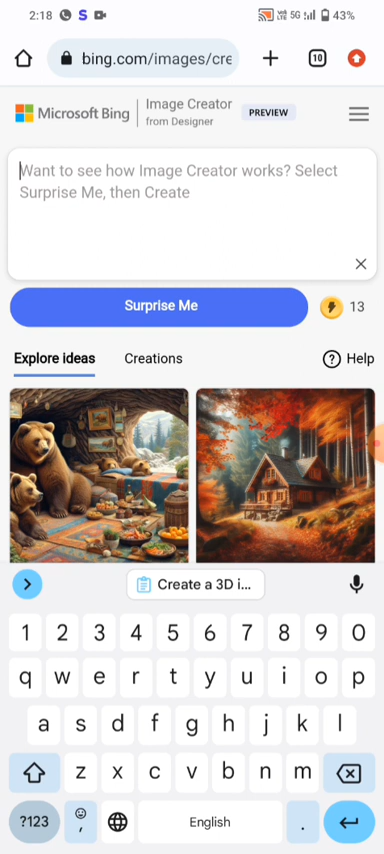 2:18 S VoI LTE 5G 43%
bing.com/images/cre 10
Microsoft Bing Image Creator
from Designer
PREVIEW
Want to see how Image Creator works? Select
Surprise Me, then Create
Surprise Me 13
Explore ideas Creations ? Help
Create a 3D i...
1 2 3 4 5 6 7 8 9 0
q w e r t y u i o p
a s d f g h j k l
z x c v b n m
?123 , English .